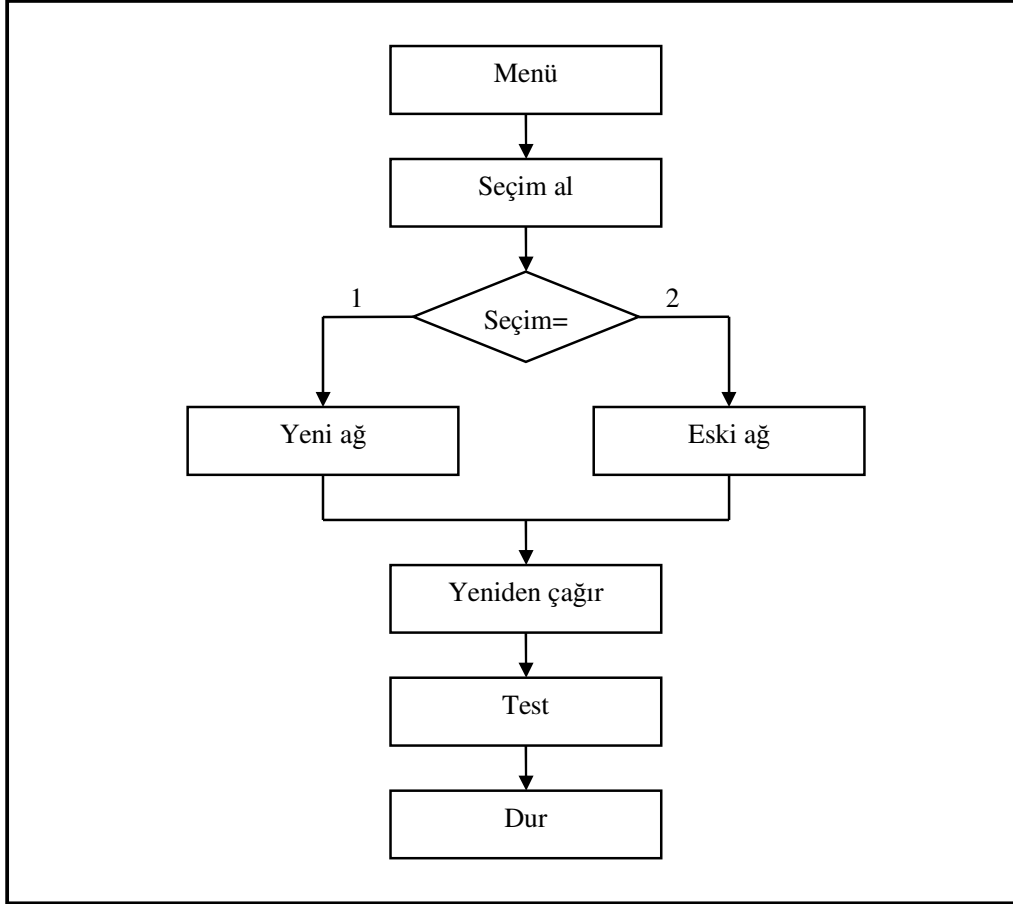 Menü
Seçim al
1
2
Seçim=
Yeni ağ
Eski ağ
Yeniden çağır
Test
Dur